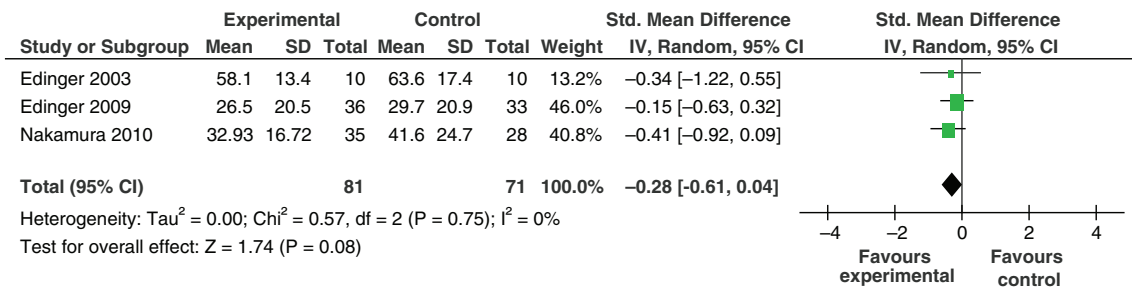 Experimental Control Std. Mean Difference Std. Mean Difference
Study or Subgroup Mean SD Total Mean SD Total Weight IV, Random, 95% CI IV, Random, 95% CI
Edinger 2003 58.1 13.4 10 63.6 17.4 10 13.2% –0.34 [–1.22, 0.55]
Edinger 2009 26.5 20.5 36 29.7 20.9 33 46.0% –0.15 [–0.63, 0.32]
Nakamura 2010 32.93 16.72 35 41.6 24.7 28 40.8% –0.41 [–0.92, 0.09]
Total (95% CI) 81 71 100.0% –0.28 [-0.61, 0.04]
Heterogeneity: Tau² = 0.00; Chi² = 0.57, df = 2 (P = 0.75); I² = 0%
Test for overall effect: Z = 1.74 (P = 0.08)
–4 –2 0 2 4
Favours Favours
experimental control